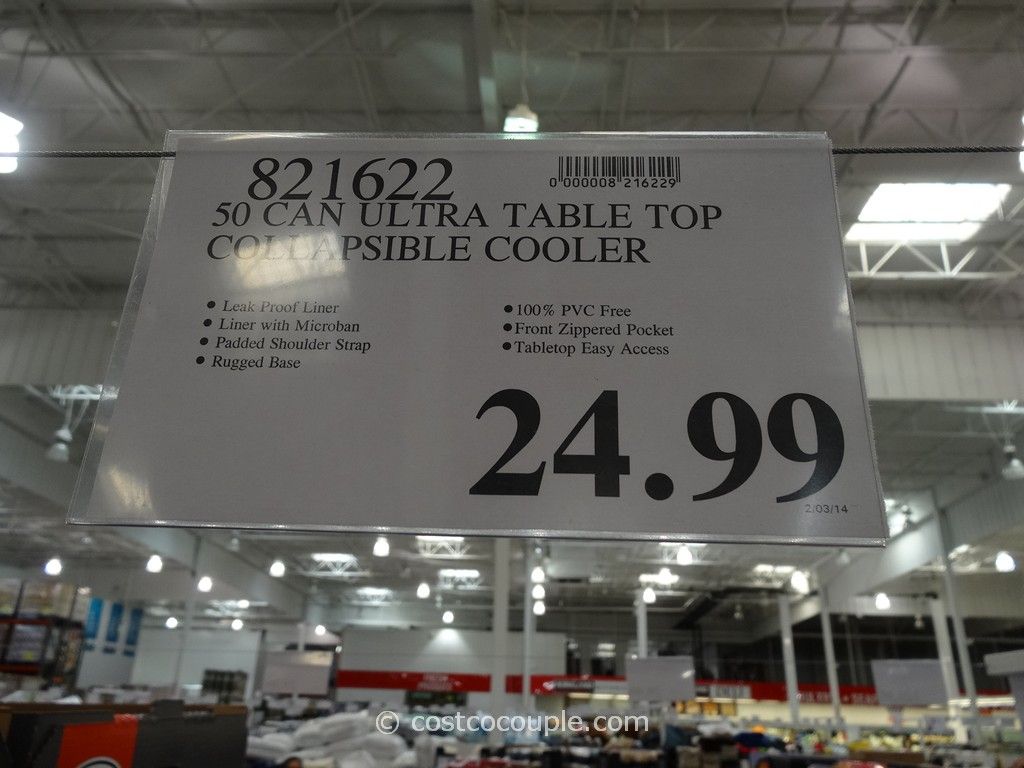 821622
0 000008 216229
50 CAN ULTRA TABLE TOP
COLLAPSIBLE COOLER
• Leak Proof Liner
• Liner with Microban
• Padded Shoulder Strap
• Rugged Base
• 100% PVC Free
• Front Zippered Pocket
• Tabletop Easy Access
24.99
2/03/14
© costcocouple.com